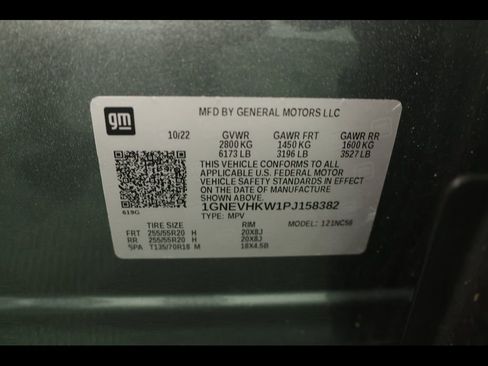 gm
MFD BY GENERAL MOTORS LLC
10/22 GVWR GAWR FRT GAWR RR
2800 KG 1450 KG 1600 KG
6173 LB 3196 LB 3527 LB
THIS VEHICLE CONFORMS TO ALL
APPLICABLE U.S. FEDERAL MOTOR
VEHICLE SAFETY STANDARDS IN EFFECT
ON THE DATE OF MANUFACTURE
1GNEVHKW1PJ158382
619G TYPE: MPV
TIRE SIZE RIM MODEL: 121NC56
FRT 255/55R20 H 20X8J
RR 255/55R20 H 20X8J
SPA T135/70R18 M 18X4.5B